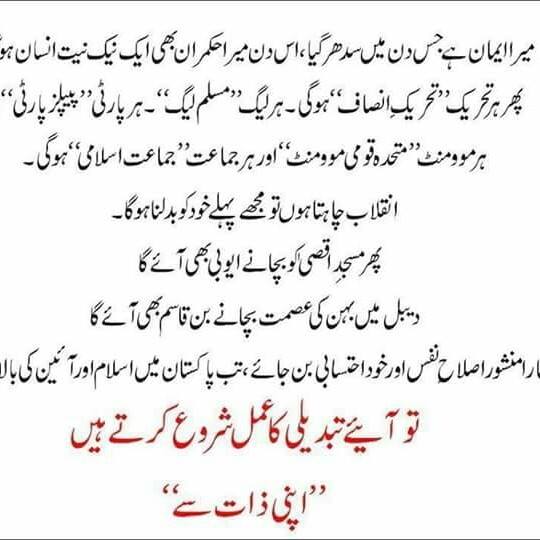 میرا ایمان ہے جس دن میں سدھر گیا، اس دن میرا حکمران بھی ایک نیک نیت انسان
پھر ہر تحریک ”تحریکِ انصاف“ ہوگی۔ ہر لیگ ”مسلم لیگ“۔ ہر پارٹی ”پیپلز پارٹی“
ہر موومنٹ ”متحدہ قومی موومنٹ“ اور ہر جماعت ”جماعت اسلامی“ ہوگی۔
انقلاب چاہتا ہوں تو مجھے پہلے خود کو بدلنا ہوگا۔
پھر مسجدِ اقصیٰ کو بچانے ایوبی بھی آئے گا
دیبل میں بہن کی عصمت بچانے بن قاسم بھی آئے گا
منشور اصلاحِ نفس اور خود احتسابی بن جائے، تب پاکستان میں اسلام اور آئین کی
تو آیئے تبدیلی کا عمل شروع کرتے ہیں
”اپنی ذات سے“